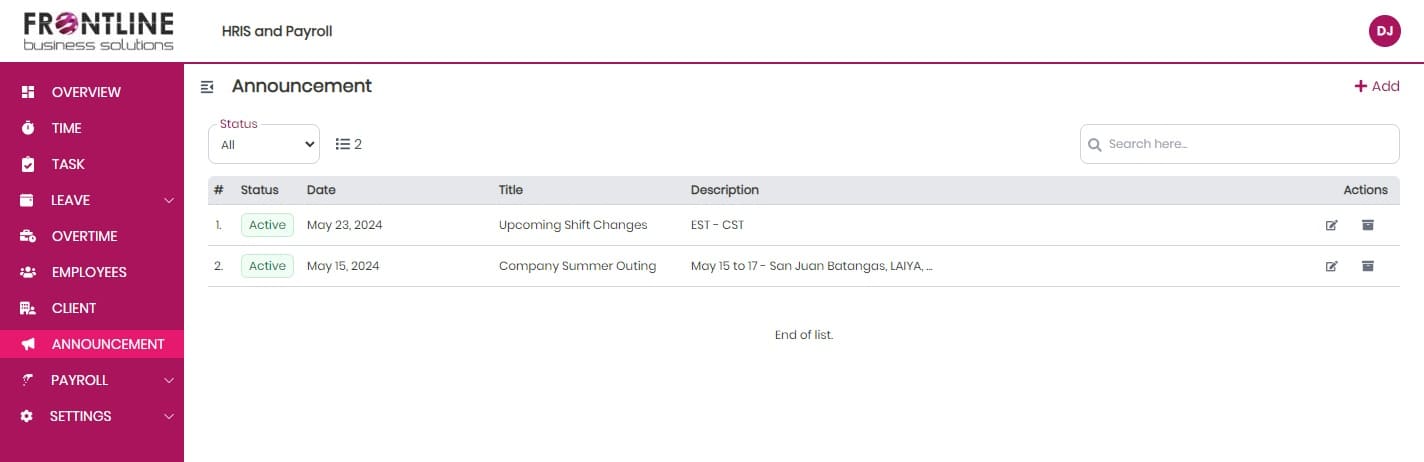 FRONTLINE
business solutions
HRIS and Payroll
DJ
OVERVIEW
TIME
TASK
LEAVE
OVERTIME
EMPLOYEES
CLIENT
ANNOUNCEMENT
PAYROLL
SETTINGS
Announcement
Add
Status
All
2
Search here...
# Status Date Title Description Actions
1. Active May 23, 2024 Upcoming Shift Changes EST - CST
2. Active May 15, 2024 Company Summer Outing May 15 to 17 - San Juan Batangas, LAIYA, ...
End of list.